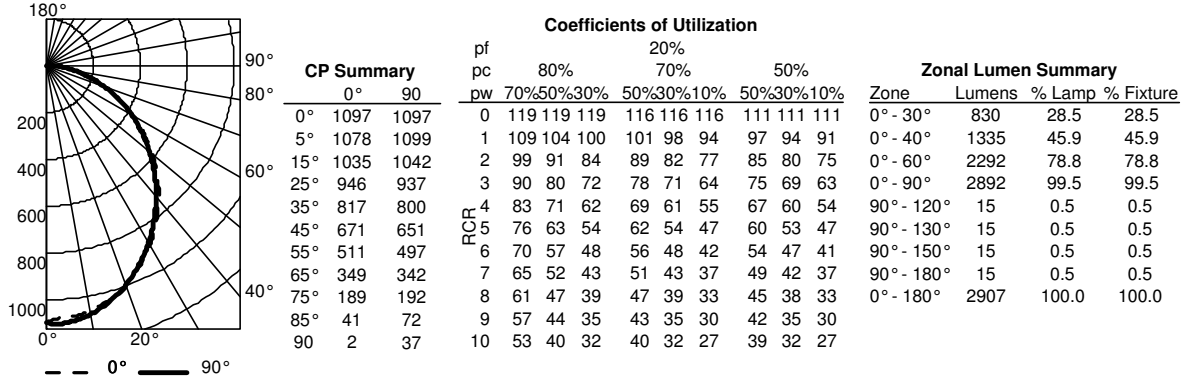 180°
90°
80°
60°
40°
200
400
600
800
1000
0° 20°
0° 90°
CP Summary
0° 90
0° 1097 1097
5° 1078 1099
15° 1035 1042
25° 946 937
35° 817 800
45° 671 651
55° 511 497
65° 349 342
75° 189 192
85° 41 72
90 2 37
Coefficients of Utilization
pf 20%
pc 80% 70% 50%
pw 70%50%30% 50%30%10% 50%30%10%
RCR
0 119 119 119 116 116 116 111 111 111
1 109 104 100 101 98 94 97 94 91
2 99 91 84 89 82 77 85 80 75
3 90 80 72 78 71 64 75 69 63
4 83 71 62 69 61 55 67 60 54
5 76 63 54 62 54 47 60 53 47
6 70 57 48 56 48 42 54 47 41
7 65 52 43 51 43 37 49 42 37
8 61 47 39 47 39 33 45 38 33
9 57 44 35 43 35 30 42 35 30
10 53 40 32 40 32 27 39 32 27
Zonal Lumen Summary
Zone Lumens % Lamp % Fixture
0° - 30° 830 28.5 28.5
0° - 40° 1335 45.9 45.9
0° - 60° 2292 78.8 78.8
0° - 90° 2892 99.5 99.5
90° - 120° 15 0.5 0.5
90° - 130° 15 0.5 0.5
90° - 150° 15 0.5 0.5
90° - 180° 15 0.5 0.5
0° - 180° 2907 100.0 100.0